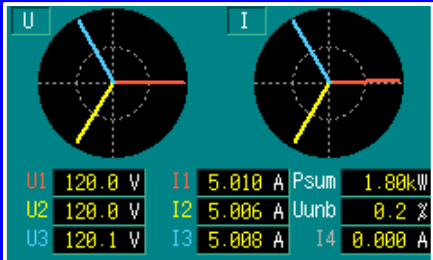 U I
U1 120.0 V I1 5.010 A Psum 1.80kW
U2 120.0 V I2 5.006 A Uunb 0.2 %
U3 120.1 V I3 5.008 A I4 0.000 A